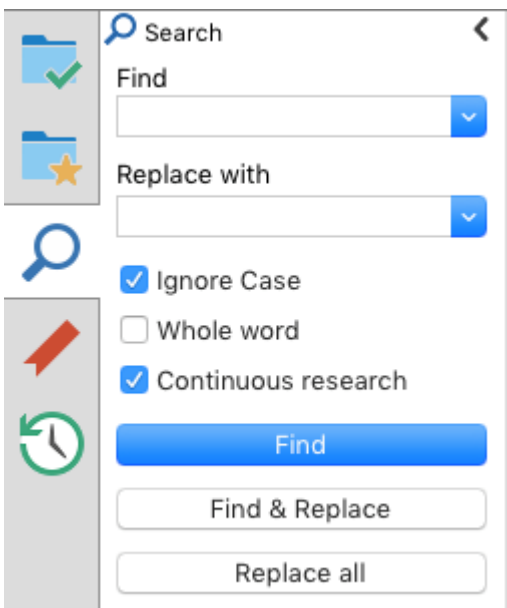 Search
Find
Replace with
Ignore Case
Whole word
Continuous research
Find
Find & Replace
Replace all